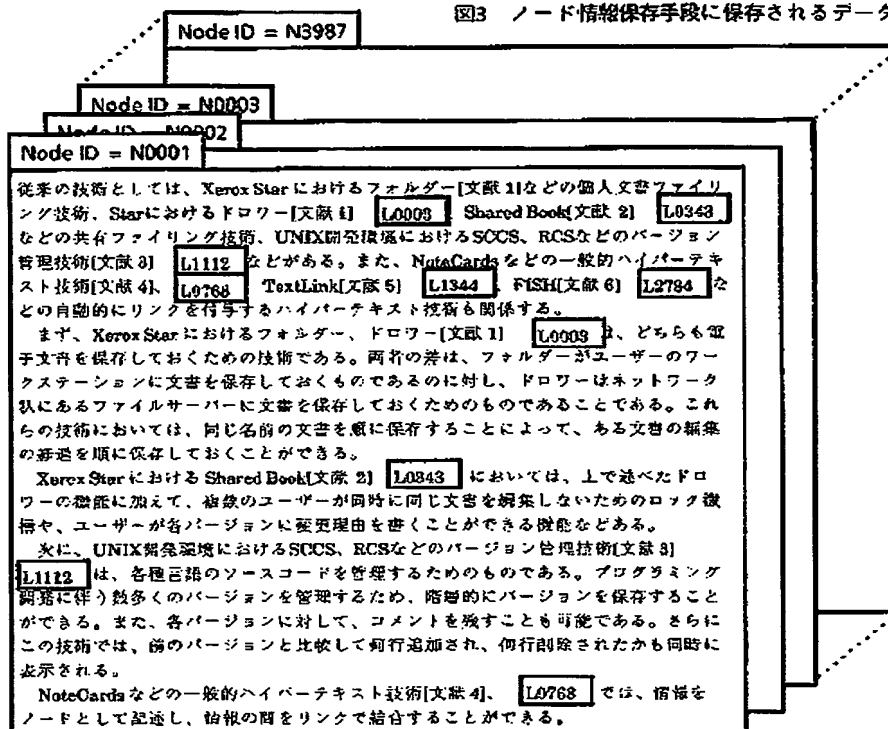 図3 ノード情報保存手段に保存されるデータ
Node ID = N3987
Node ID = N0003
Node ID = N0002
Node ID = N0001
従来の技術としては、Xerox Starにおけるフォルダー[文献 1]などの個人文書ファイリ
ング技術、Starにおけるドロワー[文献 1] L0003 Shared Book[文献 2] L0343
などの共有ファイリング技術、UNIX開発環境におけるSCCS、RCSなどのバージョン
管理技術[文献 3] L1112 などがある。また、NoteCardsなどの一般的ハイパーテキ
スト技術[文献 4]、 L0768 TextLink[文献 5] L1344 、FISH[文献 6] L2784 な
どの自動的にリンクを付与するハイパーテキスト技術も関係する。
まず、Xerox Starにおけるフォルダー、ドロワー[文献 1] L0003 は、どちらも電
子文書を保存しておくための技術である。両者の差は、フォルダーがユーザーのワー
クステーションに文書を保存しておくものであるのに対し、ドロワーはネットワーク
状にあるファイルサーバーに文書を保存しておくためのものであることである。これ
らの技術においては、同じ名前の文書を順に保存することによって、ある文書の編集
の経過を順に保存しておくことができる。
Xerox Starにおける Shared Book[文献 2] L0343 においては、上で述べたドロ
ワーの機能に加えて、複数のユーザーが同時に同じ文書を編集しないためのロック機
構や、ユーザーが各バージョンに変更理由を書くことができる機能などある。
次に、UNIX開発環境におけるSCCS、RCSなどのバージョン管理技術[文献 3]
L1112 は、各種言語のソースコードを管理するためのものである。プログラミング
開発に伴う数多くのバージョンを管理するため、階層的にバージョンを保存すること
ができる。また、各バージョンに対して、コメントを残すことも可能である。さらに
この技術では、前のバージョンと比較して何行追加され、何行削除されたかも同時に
表示される。
NoteCardsなどの一般的ハイパーテキスト技術[文献 4]、 L0768 では、情報を
ノードとして記述し、情報の間をリンクで結合することができる。